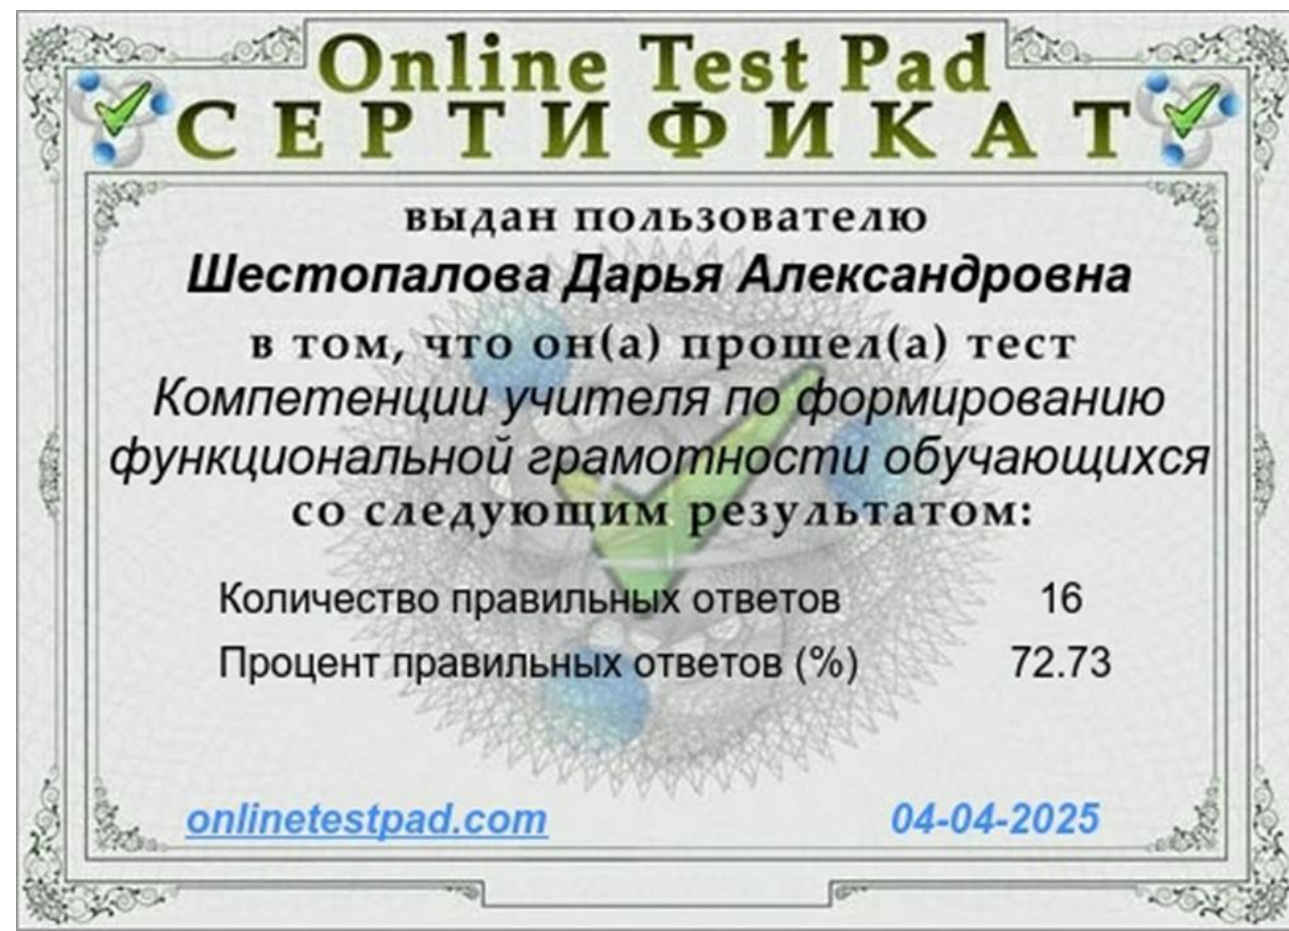 Online Test Pad
СЕРТИФИКАТ
выдан пользователю
Шестопалова Дарья Александровна
в том, что он(а) прошел(а) тест
Компетенции учителя по формированию
функциональной грамотности обучающихся
со следующим результатом:
Количество правильных ответов 16
Процент правильных ответов (%) 72.73
onlinetestpad.com 04-04-2025